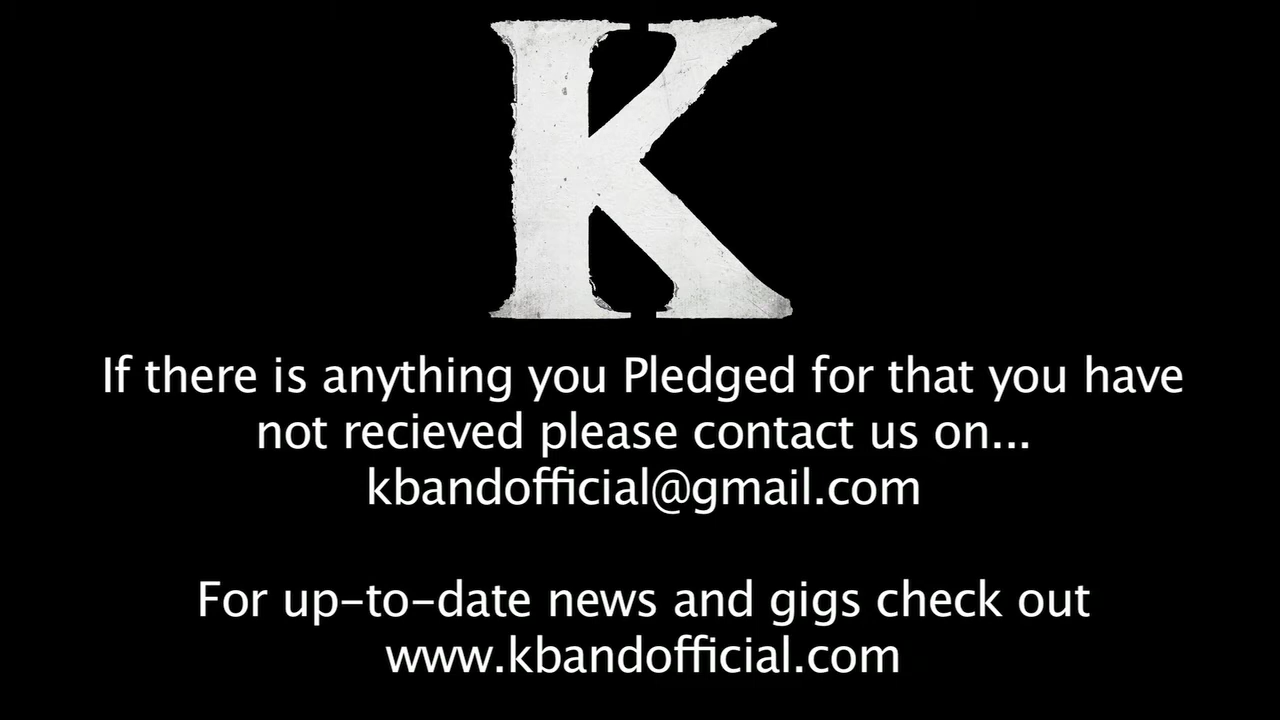 K
If there is anything you Pledged for that you have
not recieved please contact us on...
kbandofficial@gmail.com
For up-to-date news and gigs check out
www.kbandofficial.com